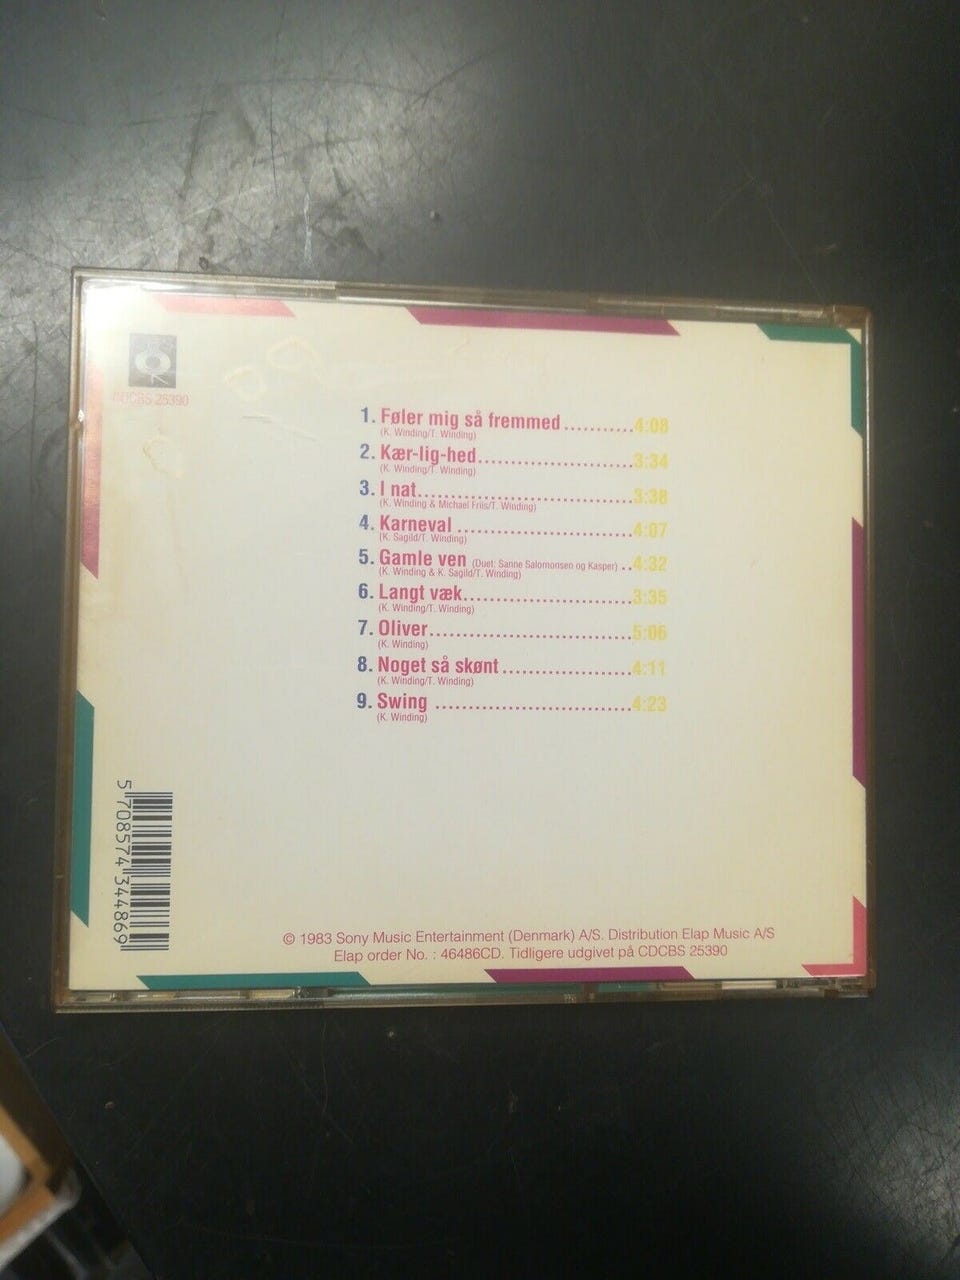 CDCBS 25390
1. Føler mig så fremmed...........4:08
(K. Winding/T. Winding)
2. Kær-lig-hed.........................3:34
(K. Winding/T. Winding)
3. I nat...................................3:38
(K. Winding & Michael Friis/T. Winding)
4. Karneval ............................4:07
(K. Sagild/T. Winding)
5. Gamle ven (Duet: Sanne Salomonsen og Kasper) ..4:32
(K. Winding & K. Sagild/T. Winding)
6. Langt væk...........................3:35
(K. Winding/T. Winding)
7. Oliver.................................5:06
(K. Winding)
8. Noget så skønt .....................4:11
(K. Winding/T. Winding)
9. Swing ...............................4:23
(K. Winding)
5 708574 344869
© 1983 Sony Music Entertainment (Denmark) A/S. Distribution Elap Music A/S
Elap order No. : 46486CD. Tidligere udgivet på CDCBS 25390